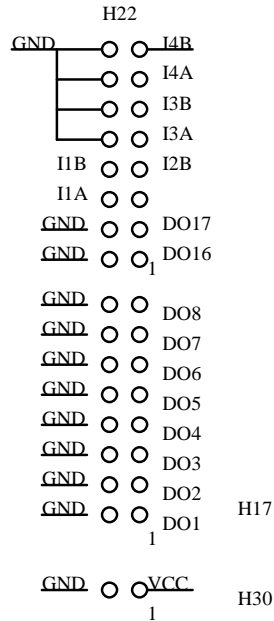 H22
GND I4B
I4A
I3B
I3A
I1B I2B
I1A
GND DO17
GND DO16
1
GND DO8
GND DO7
GND DO6
GND DO5
GND DO4
GND DO3
GND DO2
GND DO1 H17
1
GND VCC H30
1